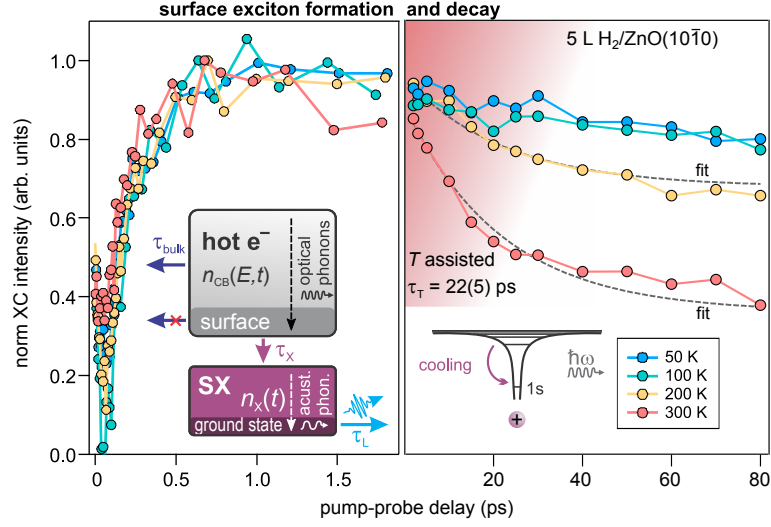 surface exciton formation and decay
norm XC intensity (arb. units)
1.0
0.8
0.6
0.4
0.2
0.0
0
0.5
1.0
1.5
τbulk
hot e⁻
nCB(E,t)
optical
phonons
surface
τX
SX
nX(t)
acust.
phon.
ground state
τL
5 L H₂/ZnO(101̄0)
fit
T assisted
τT = 22(5) ps
fit
cooling
1s
+
ħω
50 K
100 K
200 K
300 K
20
40
60
80
pump-probe delay (ps)